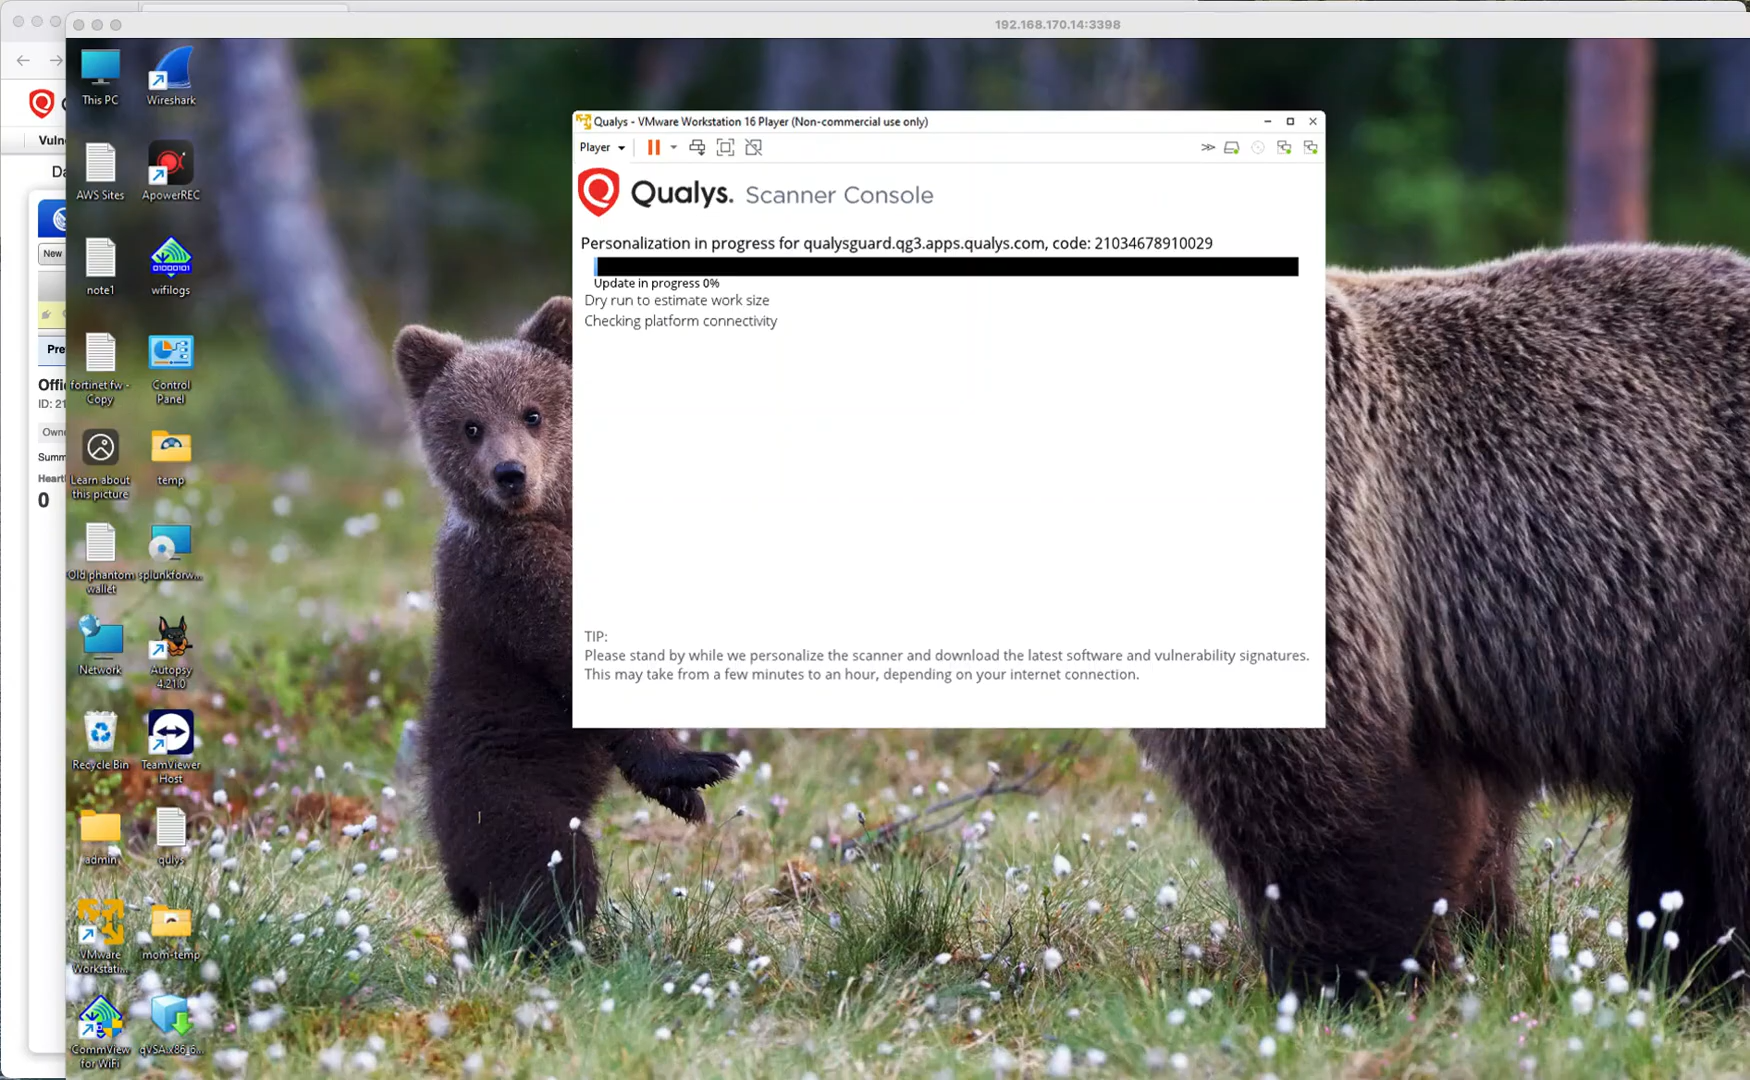 192.168.170.14:3398
This PC
Wireshark
Vuln
Da
AWS Sites
ApowerREC
New
note1
wifilogs
01000101
Pre
fortinet fw -
Copy
Control
Panel
Offi
ID: 21
Owne
Summ
Heart
0
Learn about
this picture
temp
Old phantom
wallet
splunkforw...
Network
Autopsy
4.21.0
Recycle Bin
TeamViewer
Host
admin
qulys
VMware
Workstati...
mom-temp
CommView
for WiFi
qVSA.x86_6...
Qualys - VMware Workstation 16 Player (Non-commercial use only)
Player
Qualys. Scanner Console
Personalization in progress for qualysguard.qg3.apps.qualys.com, code: 21034678910029
Update in progress 0%
Dry run to estimate work size
Checking platform connectivity
TIP:
Please stand by while we personalize the scanner and download the latest software and vulnerability signatures.
This may take from a few minutes to an hour, depending on your internet connection.